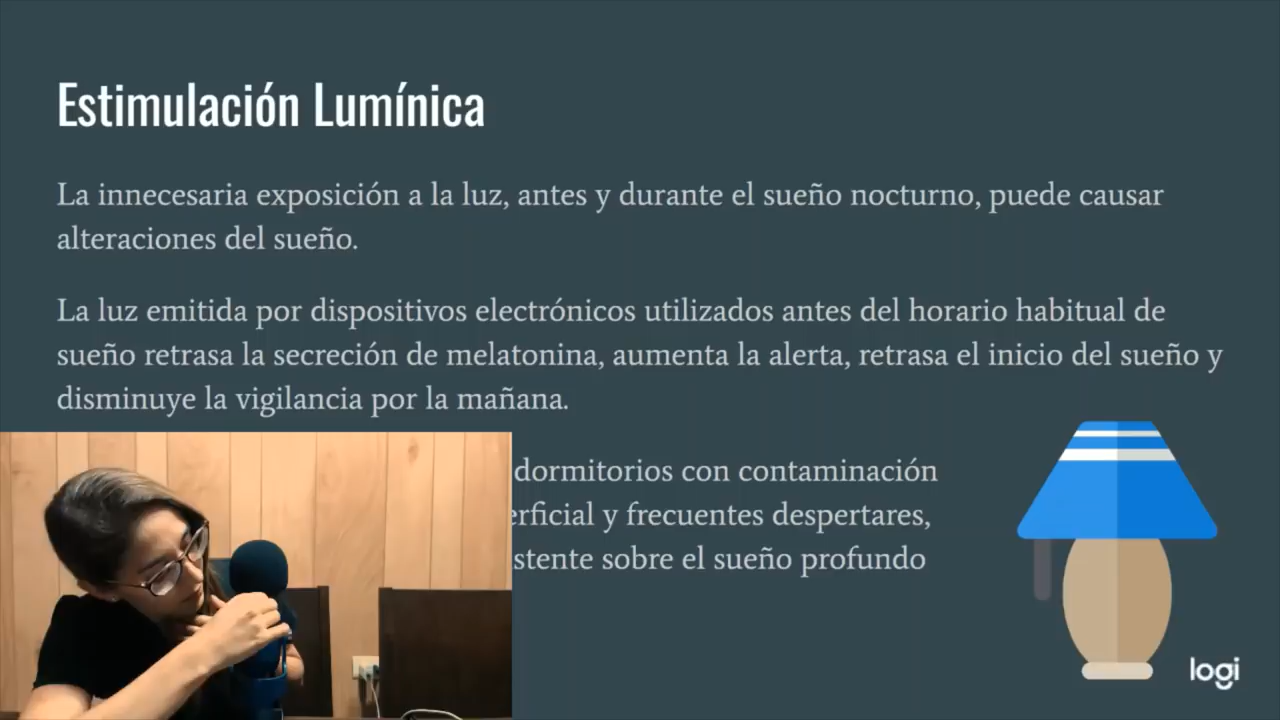 Estimulación Lumínica
La innecesaria exposición a la luz, antes y durante el sueño nocturno, puede causar
alteraciones del sueño.
La luz emitida por dispositivos electrónicos utilizados antes del horario habitual de
sueño retrasa la secreción de melatonina, aumenta la alerta, retrasa el inicio del sueño y
disminuye la vigilancia por la mañana.
dormitorios con contaminación
y frecuentes despertares,
sobre el sueño profundo
logi